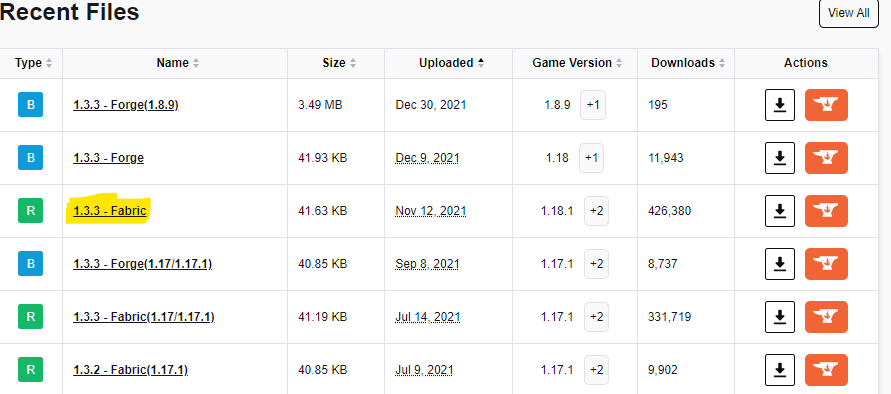 Recent Files
View All
Type Name Size Uploaded Game Version Downloads Actions
B 1.3.3 - Forge(1.8.9) 3.49 MB Dec 30, 2021 1.8.9 +1 195
B 1.3.3 - Forge 41.93 KB Dec 9, 2021 1.18 +1 11,943
R 1.3.3 - Fabric 41.63 KB Nov 12, 2021 1.18.1 +2 426,380
B 1.3.3 - Forge(1.17/1.17.1) 40.85 KB Sep 8, 2021 1.17.1 +2 8,737
R 1.3.3 - Fabric(1.17/1.17.1) 41.19 KB Jul 14, 2021 1.17.1 +2 331,719
R 1.3.2 - Fabric(1.17.1) 40.85 KB Jul 9, 2021 1.17.1 +2 9,902